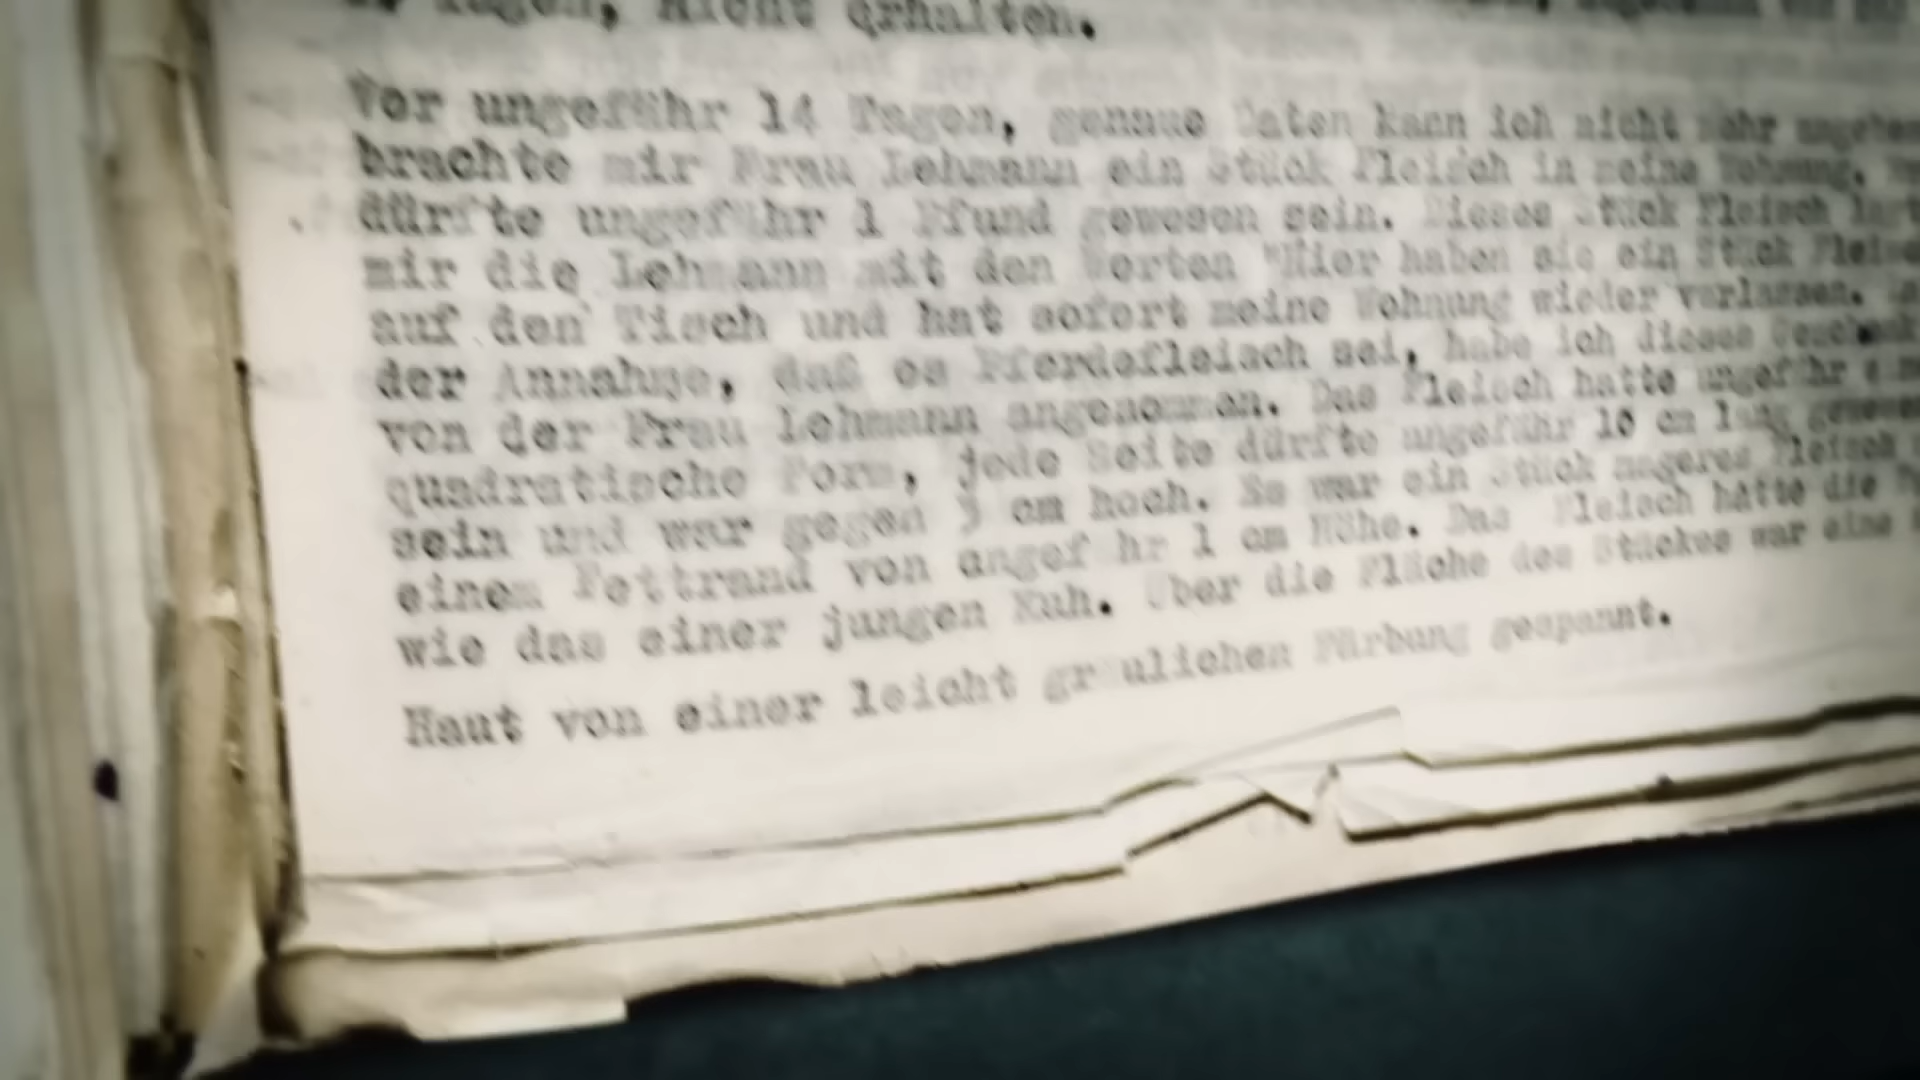 Tagen, nicht erhalten.
Vor ungefähr 14 Tagen, genaue Daten kann ich nicht mehr angeben
brachte mir Frau Lehmann ein Stück Fleisch in meine Wohnung.
dürfte ungefähr 1 Pfund gewesen sein. Dieses Stück Fleisch
mir die Lehmann mit den Worten "Hier haben sie ein Stück
auf den Tisch und hat sofort meine Wohnung wieder verlassen.
der Annahme, daß es Pferdefleisch sei, habe ich dieses
von der Frau Lehmann angenommen. Das Fleisch hatte ungefähr
quadratische Form, jede Seite dürfte ungefähr 10 cm lang
sein und war gegen 3 cm hoch. Es war ein Stück mageres Fleisch
einem Fettrand von angefähr 1 cm Höhe. Das Fleisch hatte die
wie das einer jungen Kuh. Über die Fläche des Stückes war eine
Haut von einer leicht gräulichen Färbung gespannt.